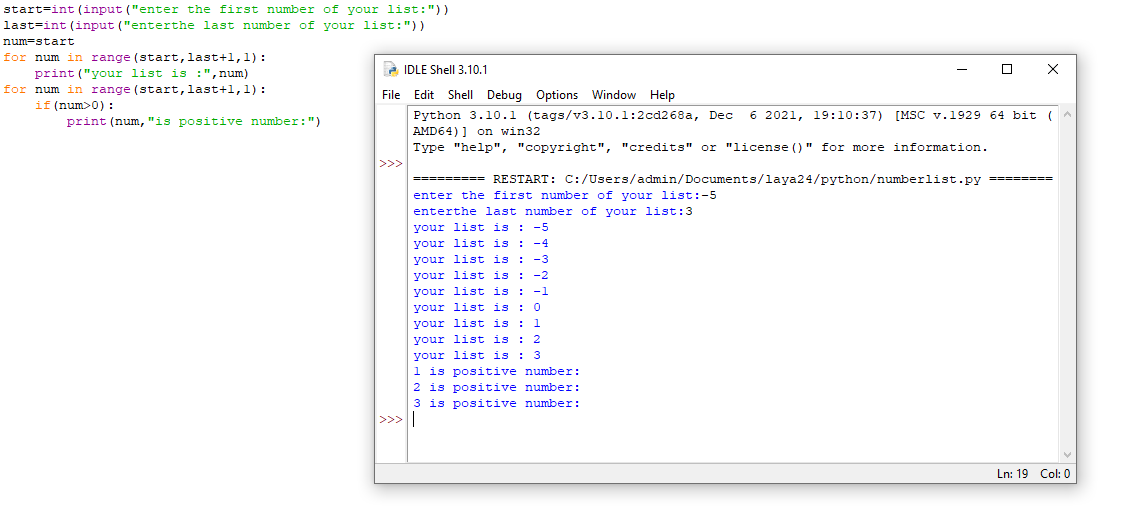 start=int(input("enter the first number of your list:"))
last=int(input("enterthe last number of your list:"))
num=start
for num in range(start,last+1,1):
    print("your list is :",num)
for num in range(start,last+1,1):
    if(num>0):
        print(num,"is positive number:")
IDLE Shell 3.10.1
File Edit Shell Debug Options Window Help
Python 3.10.1 (tags/v3.10.1:2cd268a, Dec  6 2021, 19:10:37) [MSC v.1929 64 bit (
AMD64)] on win32
Type "help", "copyright", "credits" or "license()" for more information.
>>>
========= RESTART: C:/Users/admin/Documents/laya24/python/numberlist.py ========
enter the first number of your list:-5
enterthe last number of your list:3
your list is : -5
your list is : -4
your list is : -3
your list is : -2
your list is : -1
your list is : 0
your list is : 1
your list is : 2
your list is : 3
1 is positive number:
2 is positive number:
3 is positive number:
>>>
Ln: 19 Col: 0